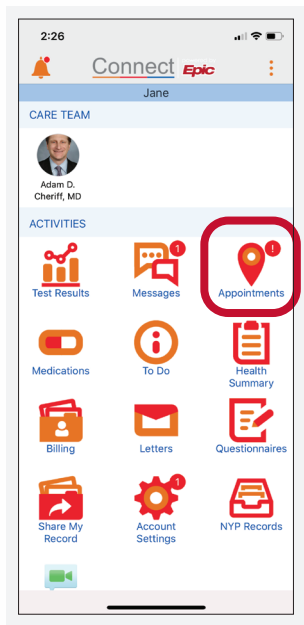 2:26
Connect Epic
Jane
CARE TEAM
Adam D.
Cheriff, MD
ACTIVITIES
1
!
Test Results
Messages
Appointments
Medications
To Do
Health
Summary
Billing
Letters
Questionnaires
1
Share My
Record
Account
Settings
NYP Records